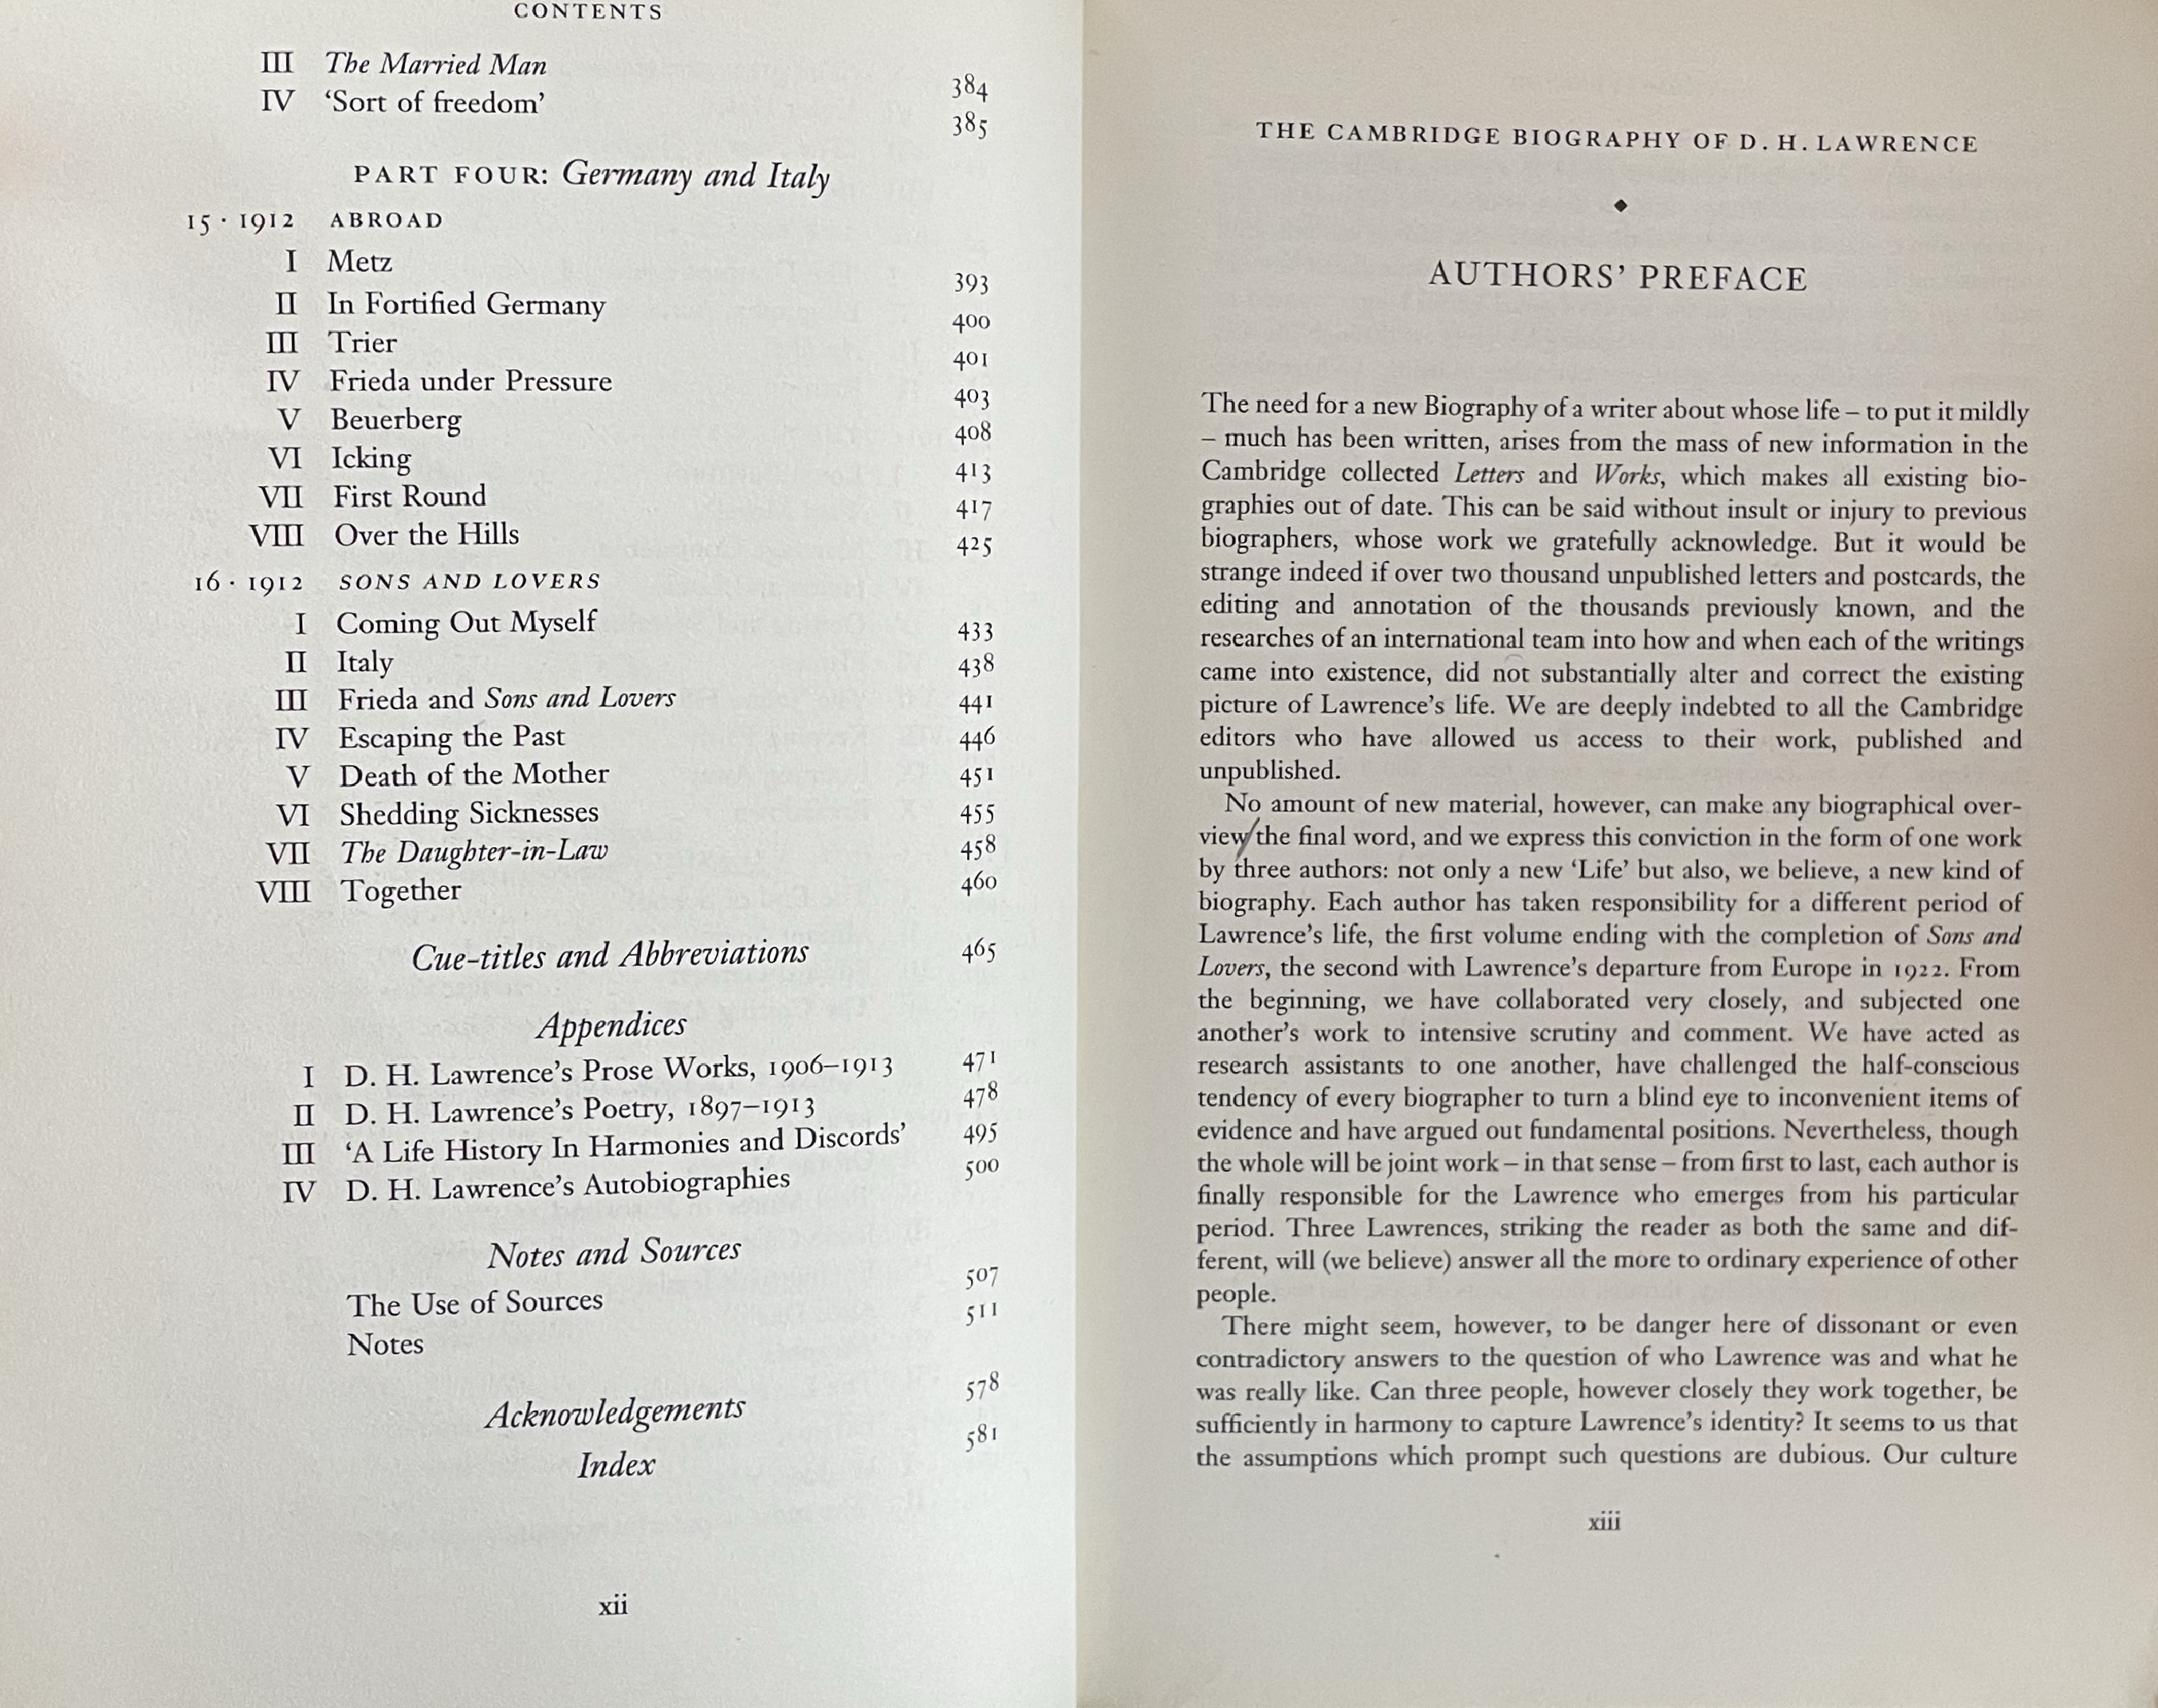 CONTENTS
III The Married Man 384
IV ‘Sort of freedom’ 385
PART FOUR: Germany and Italy
15 · 1912 ABROAD
I Metz 393
II In Fortified Germany 400
III Trier 401
IV Frieda under Pressure 403
V Beuerberg 408
VI Icking 413
VII First Round 417
VIII Over the Hills 425
16 · 1912 SONS AND LOVERS
I Coming Out Myself 433
II Italy 438
III Frieda and Sons and Lovers 441
IV Escaping the Past 446
V Death of the Mother 451
VI Shedding Sicknesses 455
VII The Daughter-in-Law 458
VIII Together 460
Cue-titles and Abbreviations 465
Appendices
I D. H. Lawrence’s Prose Works, 1906–1913 471
II D. H. Lawrence’s Poetry, 1897–1913 478
III ‘A Life History In Harmonies and Discords’ 495
IV D. H. Lawrence’s Autobiographies 500
Notes and Sources
The Use of Sources 507
Notes 511
Acknowledgements 578
Index 581
xii
THE CAMBRIDGE BIOGRAPHY OF D. H. LAWRENCE
◆
AUTHORS’ PREFACE
The need for a new Biography of a writer about whose life – to put it mildly
– much has been written, arises from the mass of new information in the
Cambridge collected Letters and Works, which makes all existing bio-
graphies out of date. This can be said without insult or injury to previous
biographers, whose work we gratefully acknowledge. But it would be
strange indeed if over two thousand unpublished letters and postcards, the
editing and annotation of the thousands previously known, and the
researches of an international team into how and when each of the writings
came into existence, did not substantially alter and correct the existing
picture of Lawrence’s life. We are deeply indebted to all the Cambridge
editors who have allowed us access to their work, published and
unpublished.
No amount of new material, however, can make any biographical over-
view the final word, and we express this conviction in the form of one work
by three authors: not only a new ‘Life’ but also, we believe, a new kind of
biography. Each author has taken responsibility for a different period of
Lawrence’s life, the first volume ending with the completion of Sons and
Lovers, the second with Lawrence’s departure from Europe in 1922. From
the beginning, we have collaborated very closely, and subjected one
another’s work to intensive scrutiny and comment. We have acted as
research assistants to one another, have challenged the half-conscious
tendency of every biographer to turn a blind eye to inconvenient items of
evidence and have argued out fundamental positions. Nevertheless, though
the whole will be joint work – in that sense – from first to last, each author is
finally responsible for the Lawrence who emerges from his particular
period. Three Lawrences, striking the reader as both the same and dif-
ferent, will (we believe) answer all the more to ordinary experience of other
people.
There might seem, however, to be danger here of dissonant or even
contradictory answers to the question of who Lawrence was and what he
was really like. Can three people, however closely they work together, be
sufficiently in harmony to capture Lawrence’s identity? It seems to us that
the assumptions which prompt such questions are dubious. Our culture
xiii